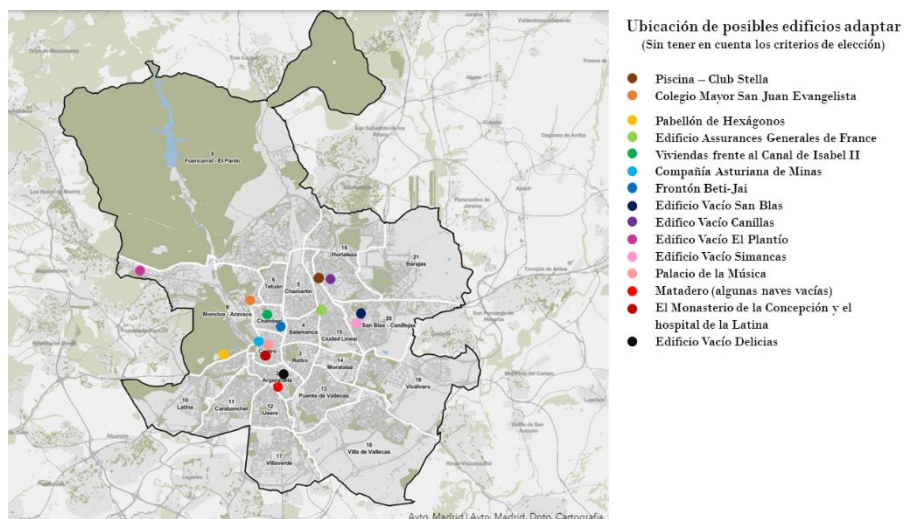 Ubicación de posibles edificios adaptar
(Sin tener en cuenta los criterios de elección)
Piscina – Club Stella
Colegio Mayor San Juan Evangelista
Pabellón de Hexágonos
Edificio Assurances Generales de France
Viviendas frente al Canal de Isabel II
Compañía Asturiana de Minas
Frontón Beti-Jai
Edificio Vacío San Blas
Edifico Vacío Canillas
Edifico Vacío El Plantío
Edificio Vacío Simancas
Palacio de la Música
Matadero (algunas naves vacías)
El Monasterio de la Concepción y el
hospital de la Latina
Edificio Vacío Delicias
8
Fuencarral - El Pardo
16
Hortaleza
21
Barajas
6
Tetuán
5
Chamartín
9
Moncloa - Aravaca
Chamberí
4
Salamanca
20
San Blas - Canillejas
15
Ciudad Lineal
Centro
3
Retiro
14
Moratalaz
2
Arganzuela
19
Vicálvaro
10
Latina
11
Carabanchel
12
Usera
13
Puente de Vallecas
17
Villaverde
18
Villa de Vallecas
Ayto. Madrid | Ayto. Madrid. Dpto. Cartografía